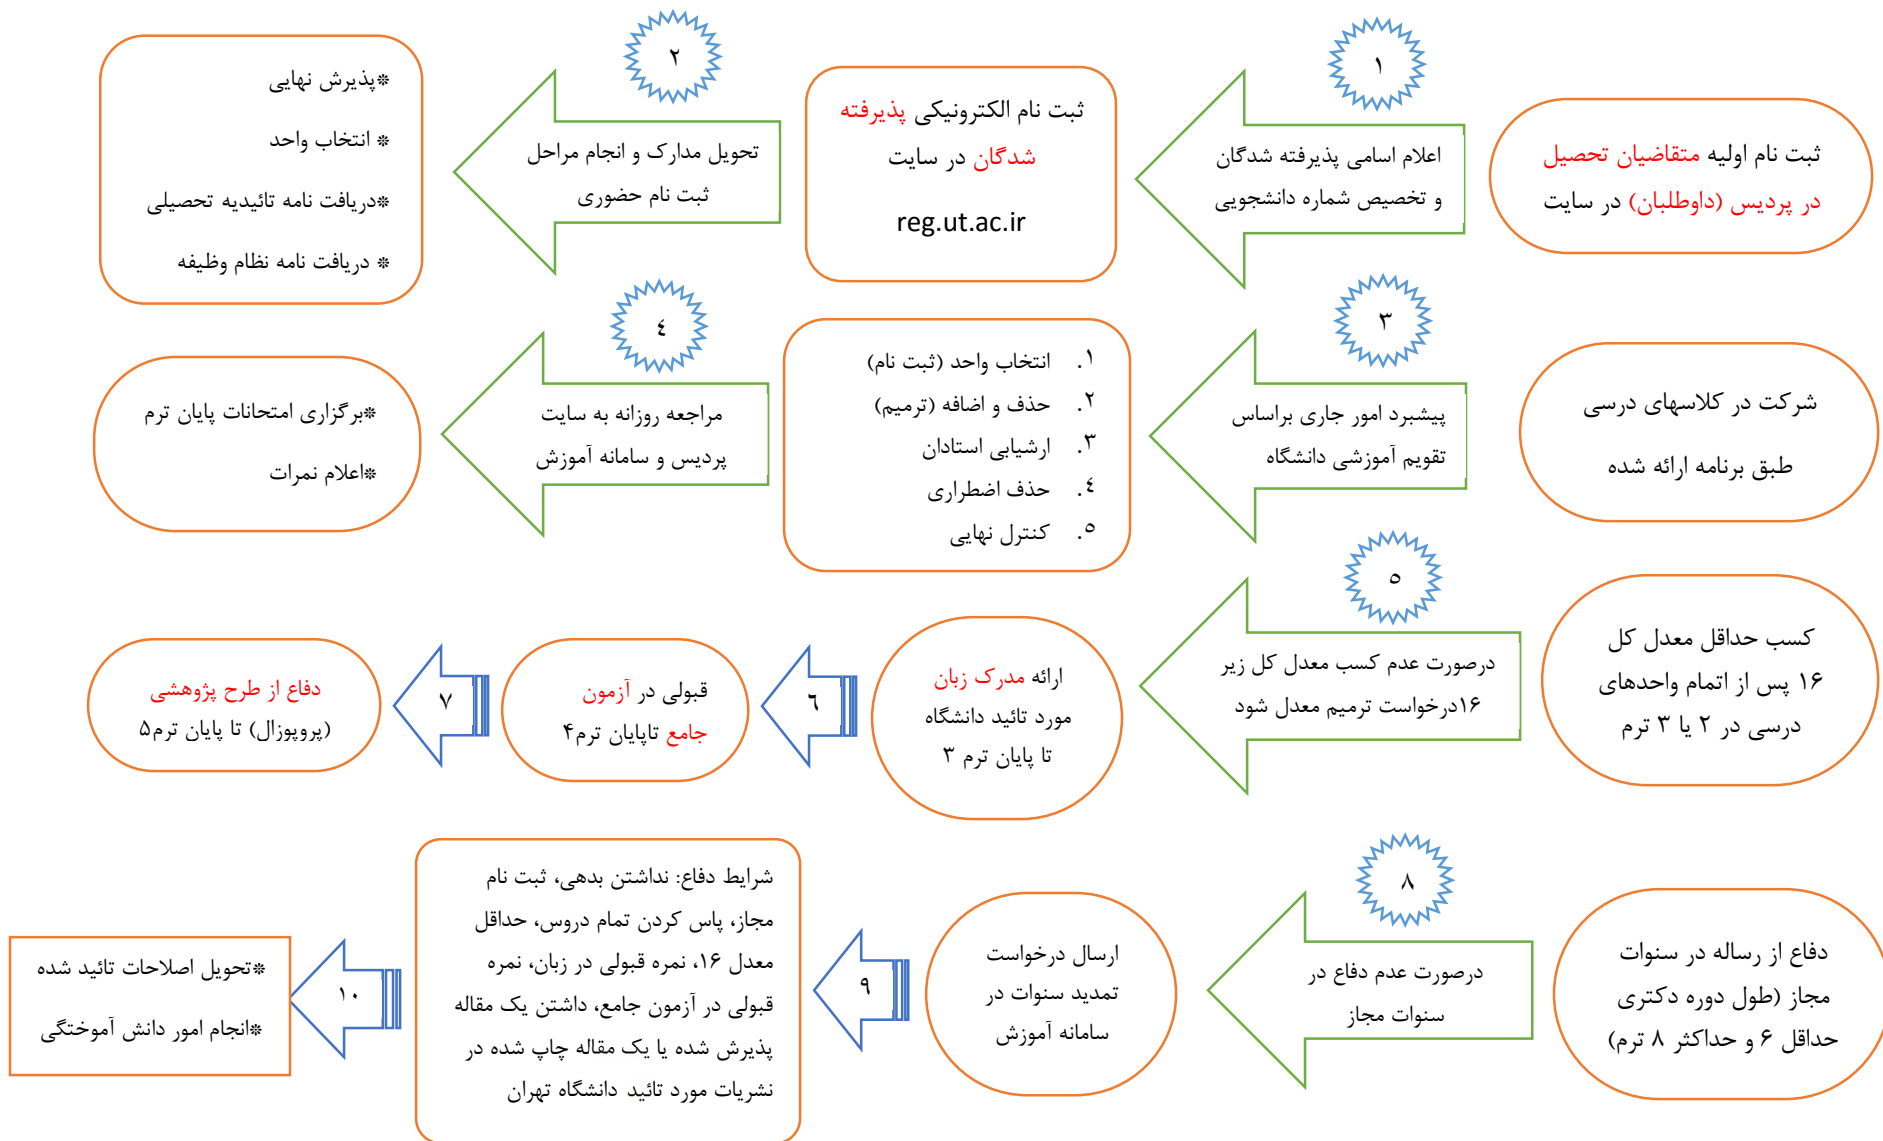 ثبت نام اولیه متقاضیان تحصیل
در پردیس (داوطلبان) در سایت
۱
اعلام اسامی پذیرفته شدگان
و تخصیص شماره دانشجویی
ثبت نام الکترونیکی پذیرفته
شدگان در سایت
reg.ut.ac.ir
۲
تحویل مدارک و انجام مراحل
ثبت نام حضوری
*پذیرش نهایی
* انتخاب واحد
*دریافت نامه تائیدیه تحصیلی
* دریافت نامه نظام وظیفه
شرکت در کلاسهای درسی
طبق برنامه ارائه شده
۳
پیشبرد امور جاری براساس
تقویم آموزشی دانشگاه
۱. انتخاب واحد (ثبت نام)
۲. حذف و اضافه (ترمیم)
۳. ارشیابی استادان
٤. حذف اضطراری
٥. کنترل نهایی
٤
مراجعه روزانه به سایت
پردیس و سامانه آموزش
*برگزاری امتحانات پایان ترم
*اعلام نمرات
کسب حداقل معدل کل
۱۶ پس از اتمام واحدهای
درسی در ۲ یا ۳ ترم
٥
درصورت عدم کسب معدل کل زیر
۱۶درخواست ترمیم معدل شود
ارائه مدرک زبان
مورد تائید دانشگاه
تا پایان ترم ۳
٦
قبولی در آزمون
جامع تاپایان ترم۴
۷
دفاع از طرح پژوهشی
(پروپوزال) تا پایان ترم۵
دفاع از رساله در سنوات
مجاز (طول دوره دکتری
حداقل ۶ و حداکثر ۸ ترم)
۸
درصورت عدم دفاع در
سنوات مجاز
ارسال درخواست
تمدید سنوات در
سامانه آموزش
۹
شرایط دفاع: نداشتن بدهی، ثبت نام
مجاز، پاس کردن تمام دروس، حداقل
معدل ۱۶، نمره قبولی در زبان، نمره
قبولی در آزمون جامع، داشتن یک مقاله
پذیرش شده یا یک مقاله چاپ شده در
نشریات مورد تائید دانشگاه تهران
۱۰
*تحویل اصلاحات تائید شده
*انجام امور دانش آموختگی